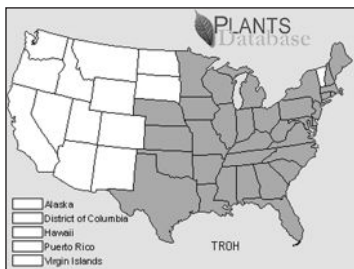 PLANTS
Database
Alaska
District of Columbia
Hawaii
Puerto Rico
Virgin Islands
TROH